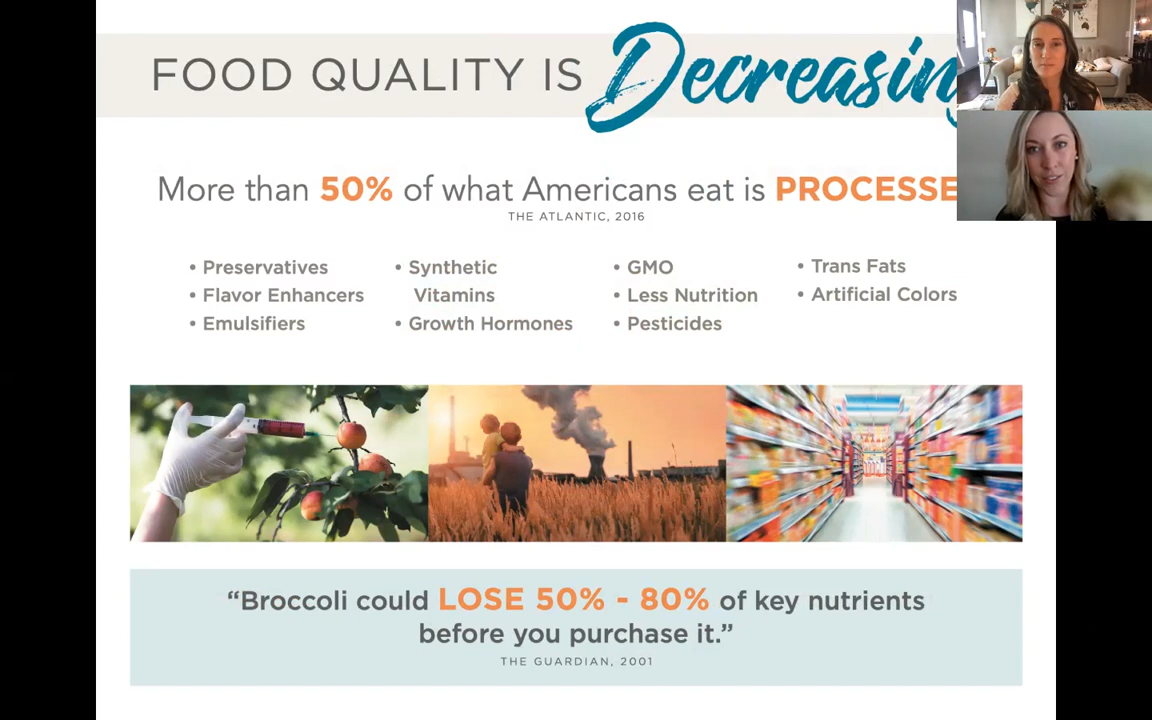 FOOD QUALITY IS Decreasin
More than 50% of what Americans eat is PROCESSE
THE ATLANTIC, 2016
• Preservatives
• Flavor Enhancers
• Emulsifiers
• Synthetic
Vitamins
• Growth Hormones
• GMO
• Less Nutrition
• Pesticides
• Trans Fats
• Artificial Colors
“Broccoli could LOSE 50% - 80% of key nutrients
before you purchase it.”
THE GUARDIAN, 2001